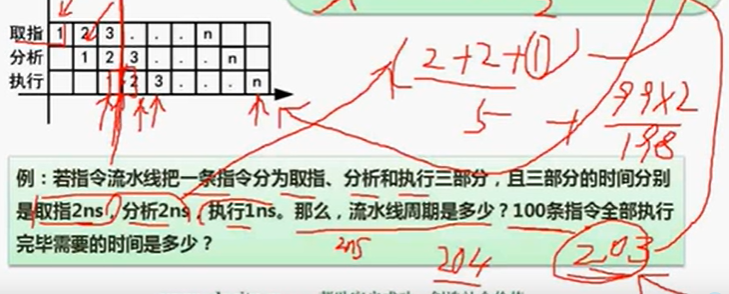 2
取指 1 2 3 . . . n
分析 1 2 3 . . . n
执行 1 2 3 . . . n
(2+2+①)
5 + 99×2
198
例：若指令流水线把一条指令分为取指、分析和执行三部分，且三部分的时间分别
是取指2ns，分析2ns，执行1ns。那么，流水线周期是多少？100条指令全部执行
完毕需要的时间是多少？
2ns
204
203